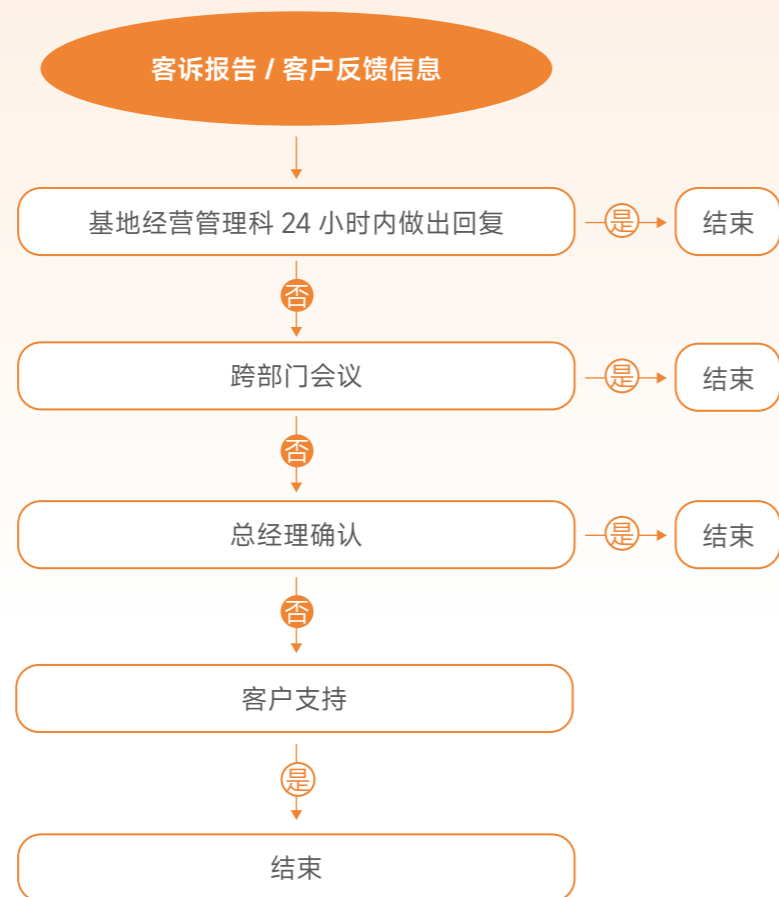 客诉报告 / 客户反馈信息
基地经营管理科 24 小时内做出回复
是
结束
否
跨部门会议
是
结束
否
总经理确认
是
结束
否
客户支持
是
结束